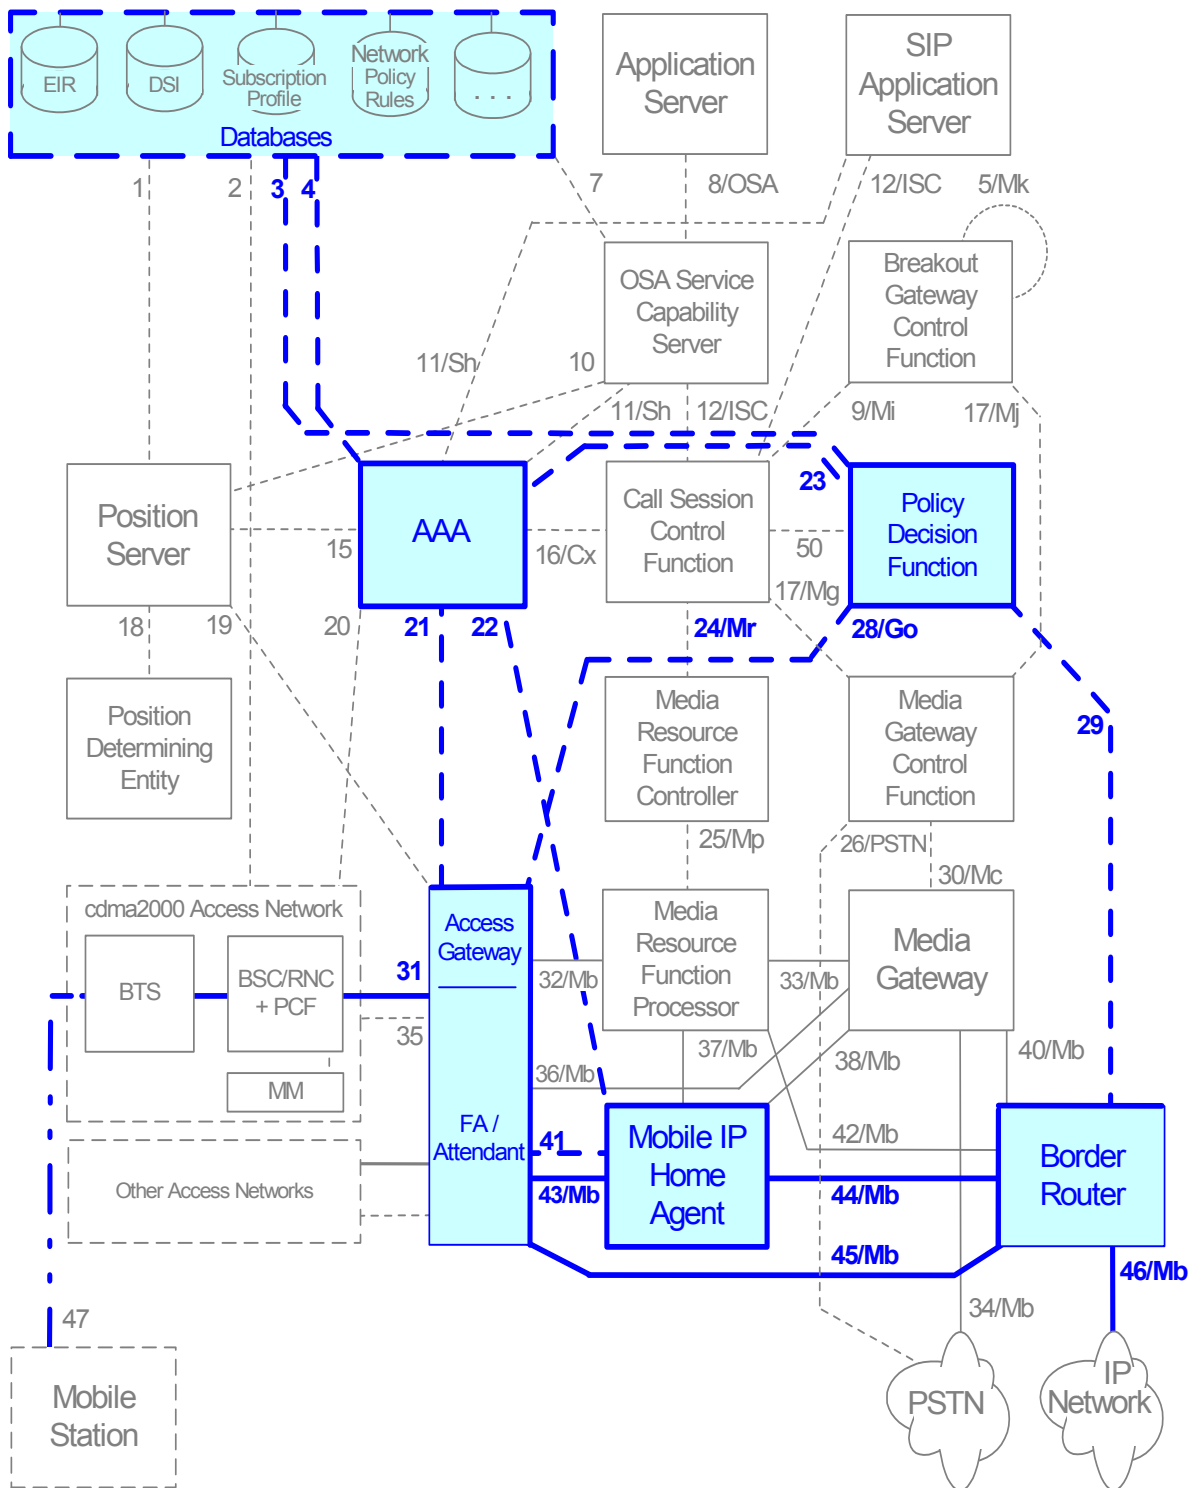 EIR
DSI
Subscription
Profile
Network
Policy
Rules
. . .
Databases
Application
Server
SIP
Application
Server
1
2
3
4
7
8/OSA
12/ISC
5/Mk
OSA Service
Capability
Server
Breakout
Gateway
Control
Function
11/Sh
10
11/Sh
12/ISC
9/Mi
17/Mj
Position
Server
15
AAA
16/Cx
Call Session
Control
Function
23
50
Policy
Decision
Function
17/Mg
18
19
20
21
22
24/Mr
28/Go
Position
Determining
Entity
Media
Resource
Function
Controller
Media
Gateway
Control
Function
29
25/Mp
26/PSTN
30/Mc
cdma2000 Access Network
BTS
BSC/RNC
+ PCF
MM
31
35
Access
Gateway
FA /
Attendant
32/Mb
Media
Resource
Function
Processor
33/Mb
Media
Gateway
36/Mb
37/Mb
38/Mb
40/Mb
Other Access Networks
41
43/Mb
Mobile IP
Home
Agent
42/Mb
44/Mb
Border
Router
45/Mb
46/Mb
47
34/Mb
Mobile
Station
PSTN
IP
Network